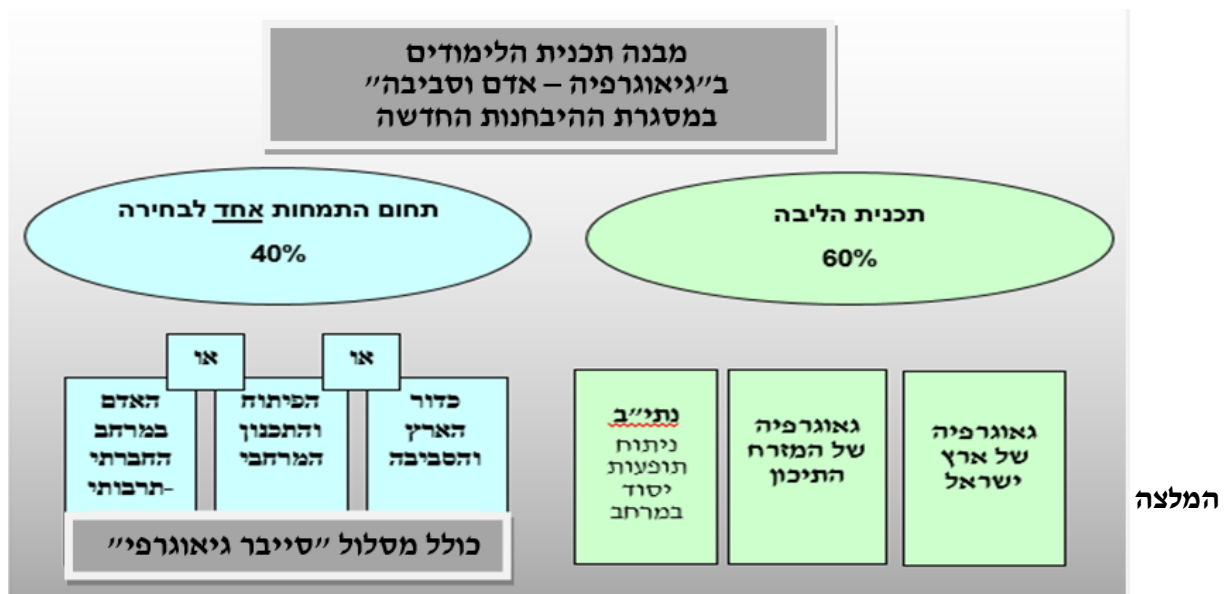 מבנה תכנית הלימודים
ב״גיאוגרפיה – אדם וסביבה״
במסגרת ההיבחנות החדשה
תכנית הליבה
60%
תחום התמחות אחד לבחירה
40%
גאוגרפיה
של ארץ
ישראל
גאוגרפיה
של המזרח
התיכון
נתי״ב
ניתוח
תופעות
יסוד
במרחב
או
או
כדור
הארץ
והסביבה
הפיתוח
והתכנון
המרחבי
האדם
במרחב
החברתי
-תרבותי
כולל מסלול ״סייבר גיאוגרפי״
המלצה